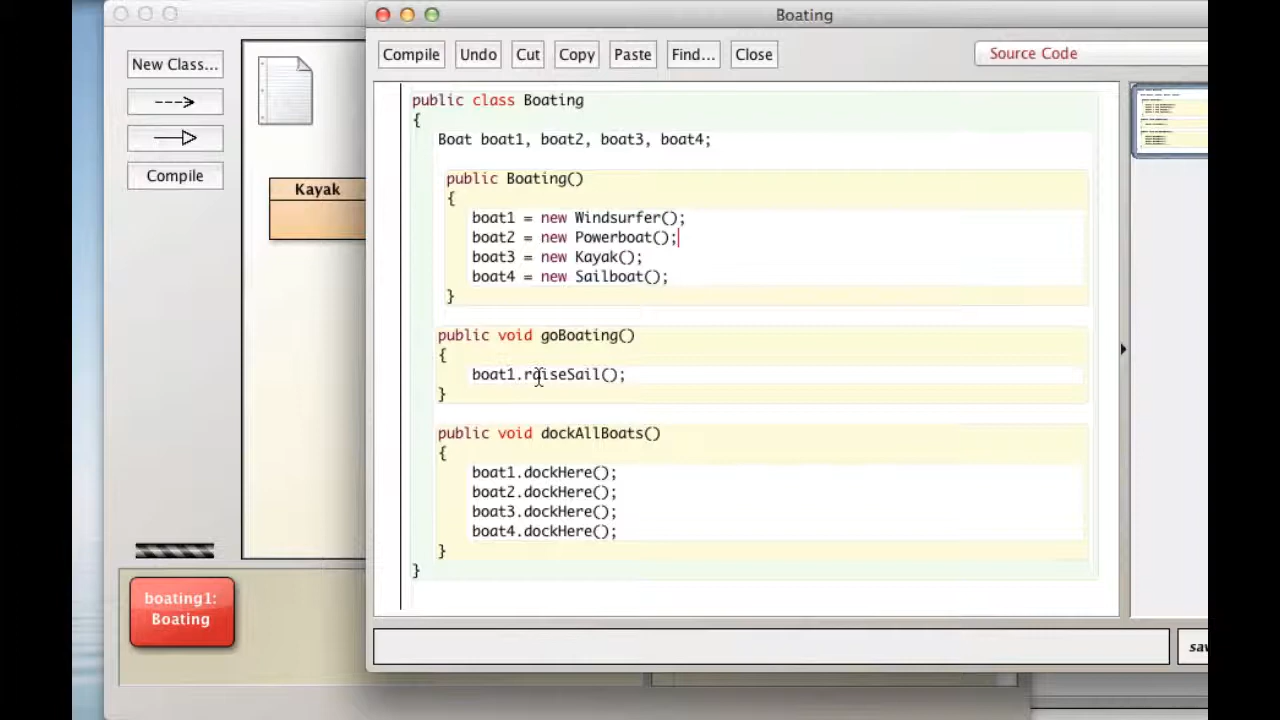 Boating
New Class...
Compile
Undo
Cut
Copy
Paste
Find...
Close
Source Code
--->
Compile
Kayak
public class Boating
{
Boat boat1, boat2, boat3, boat4;
public Boating()
{
boat1 = new Windsurfer();
boat2 = new Powerboat();
boat3 = new Kayak();
boat4 = new Sailboat();
}
public void goBoating()
{
boat1.raiseSail();
}
public void dockAllBoats()
{
boat1.dockHere();
boat2.dockHere();
boat3.dockHere();
boat4.dockHere();
}
}
boating1:
Boating